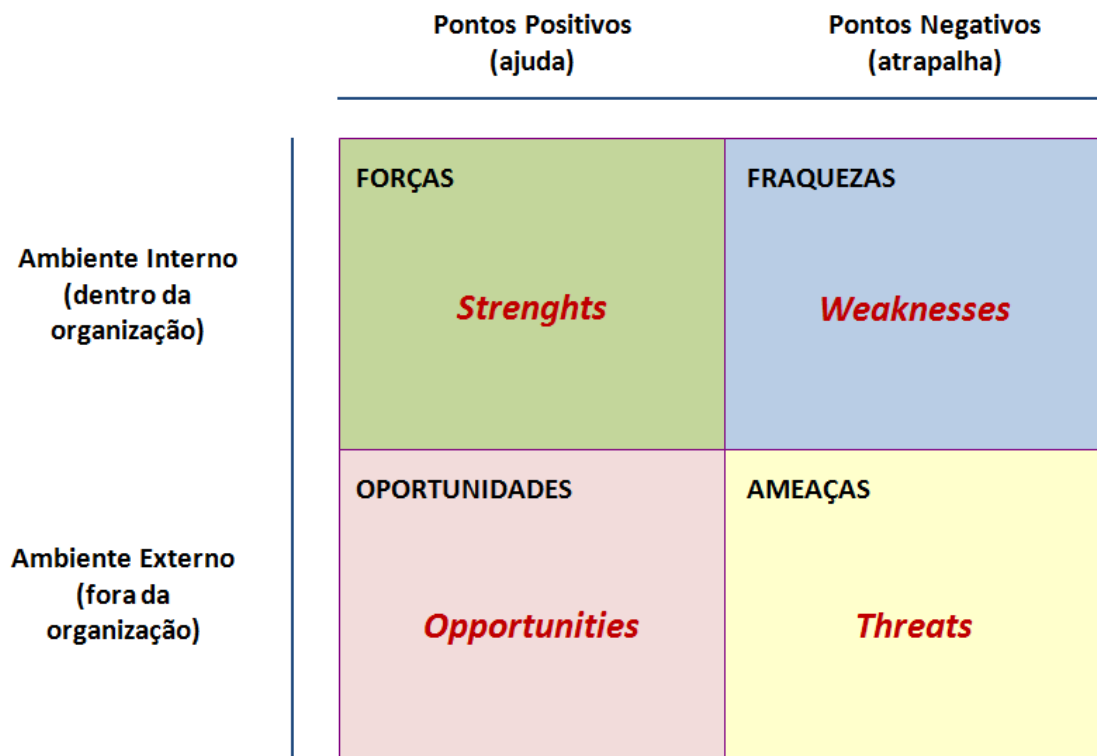 Pontos Positivos
(ajuda)
Pontos Negativos
(atrapalha)
Ambiente Interno
(dentro da
organização)
FORÇAS
Strenghts
FRAQUEZAS
Weaknesses
Ambiente Externo
(fora da
organização)
OPORTUNIDADES
Opportunities
AMEAÇAS
Threats